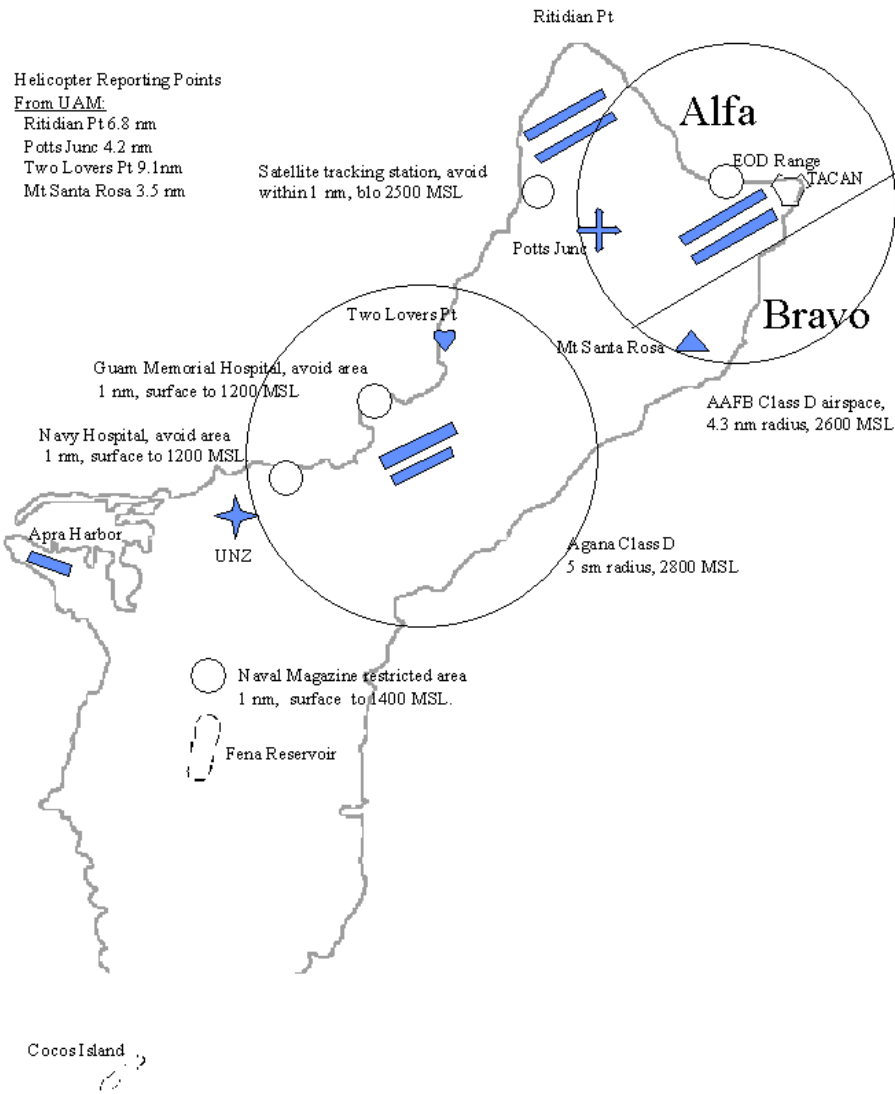 Ritidian Pt
Helicopter Reporting Points
From UAM:
Ritidian Pt 6.8 nm
Potts Junc 4.2 nm
Two Lovers Pt 9.1nm
Mt Santa Rosa 3.5 nm
Alfa
EOD Range
TACAN
Satellite tracking station, avoid
within 1 nm, blo 2500 MSL
Potts Junc
Bravo
Two Lovers Pt
Mt Santa Rosa
Guam Memorial Hospital, avoid area
1 nm, surface to 1200 MSL
AAFB Class D airspace,
4.3 nm radius, 2600 MSL
Navy Hospital, avoid area
1 nm, surface to 1200 MSL
Apra Harbor
UNZ
Agana Class D
5 sm radius, 2800 MSL
Naval Magazine restricted area
1 nm, surface to 1400 MSL.
Fena Reservoir
Cocos Island